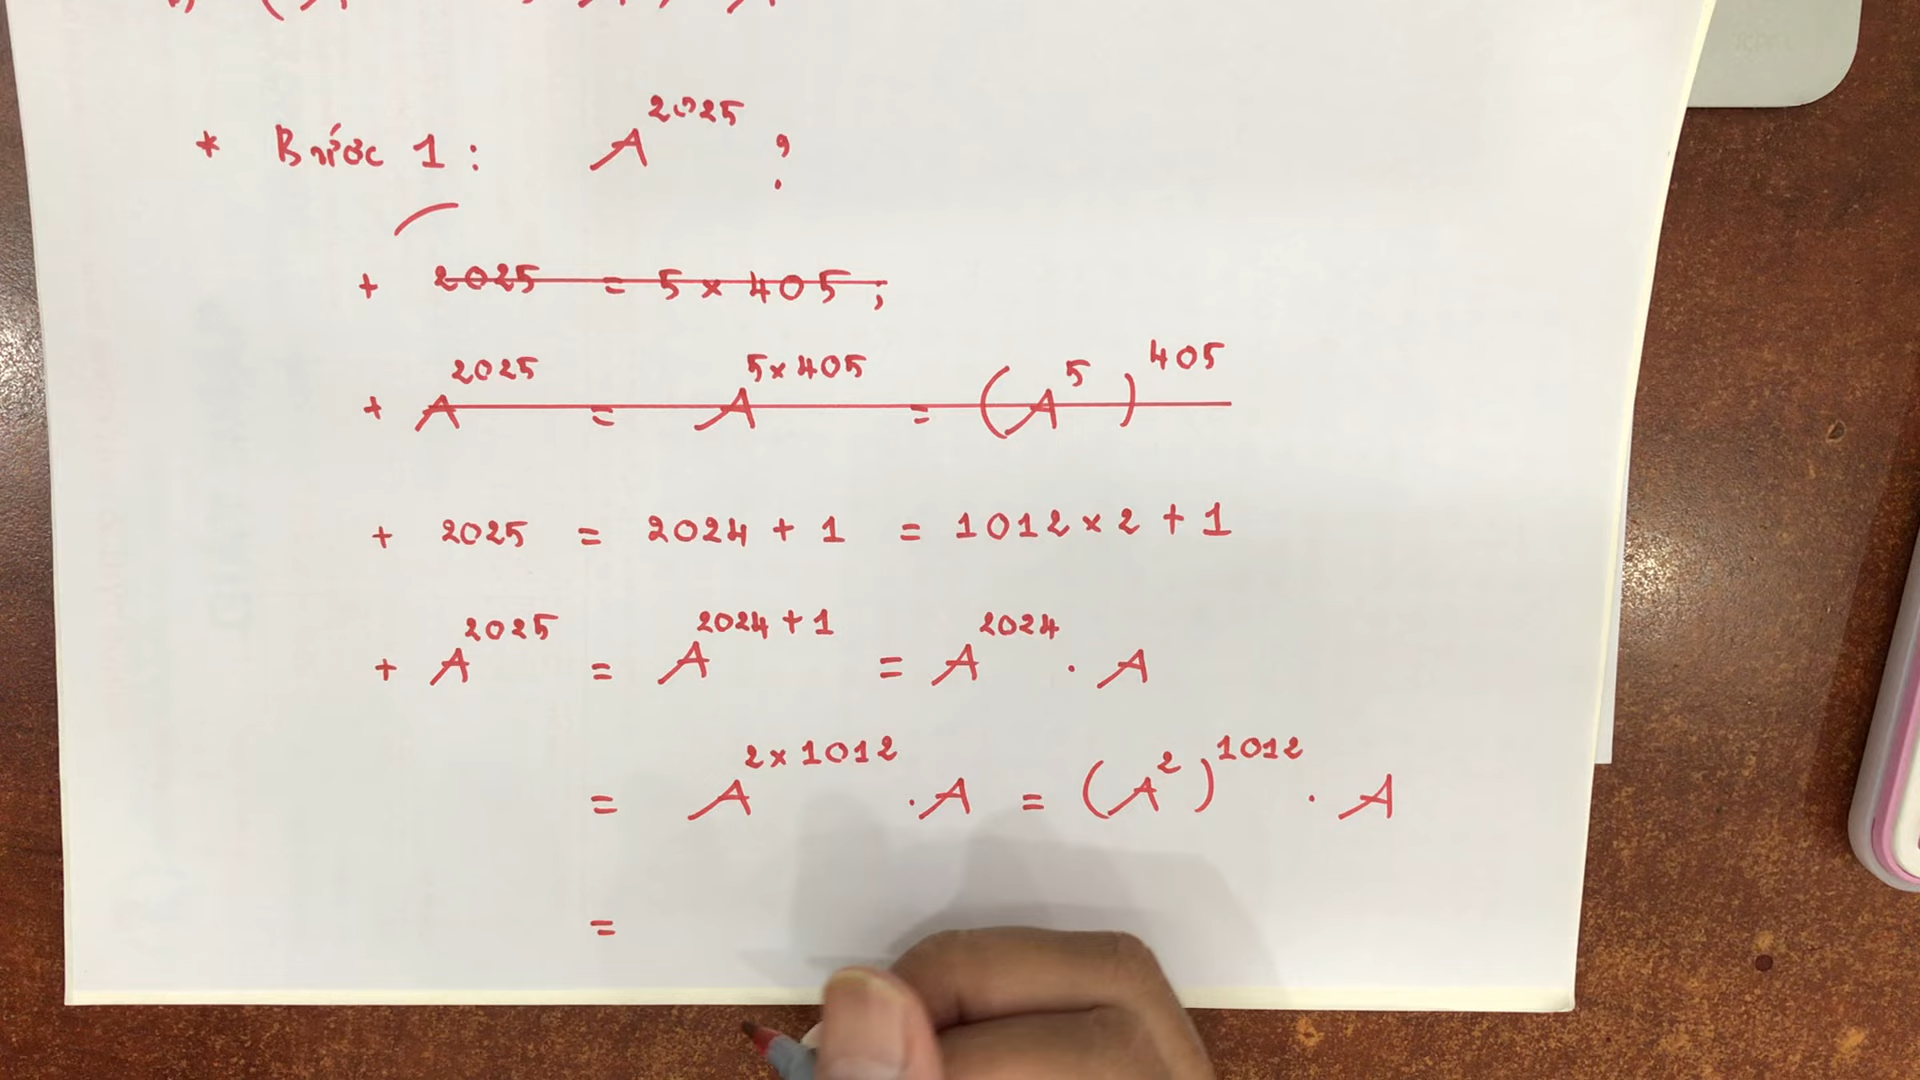 * Bước 1: A^2025 ?
+ 2025 = 5 × 405 ;
+ A^2025 = A^(5×405) = (A^5)^405
+ 2025 = 2024 + 1 = 1012 × 2 + 1
+ A^2025 = A^(2024+1) = A^2024 · A
= A^(2×1012) · A = (A^2)^1012 · A
=